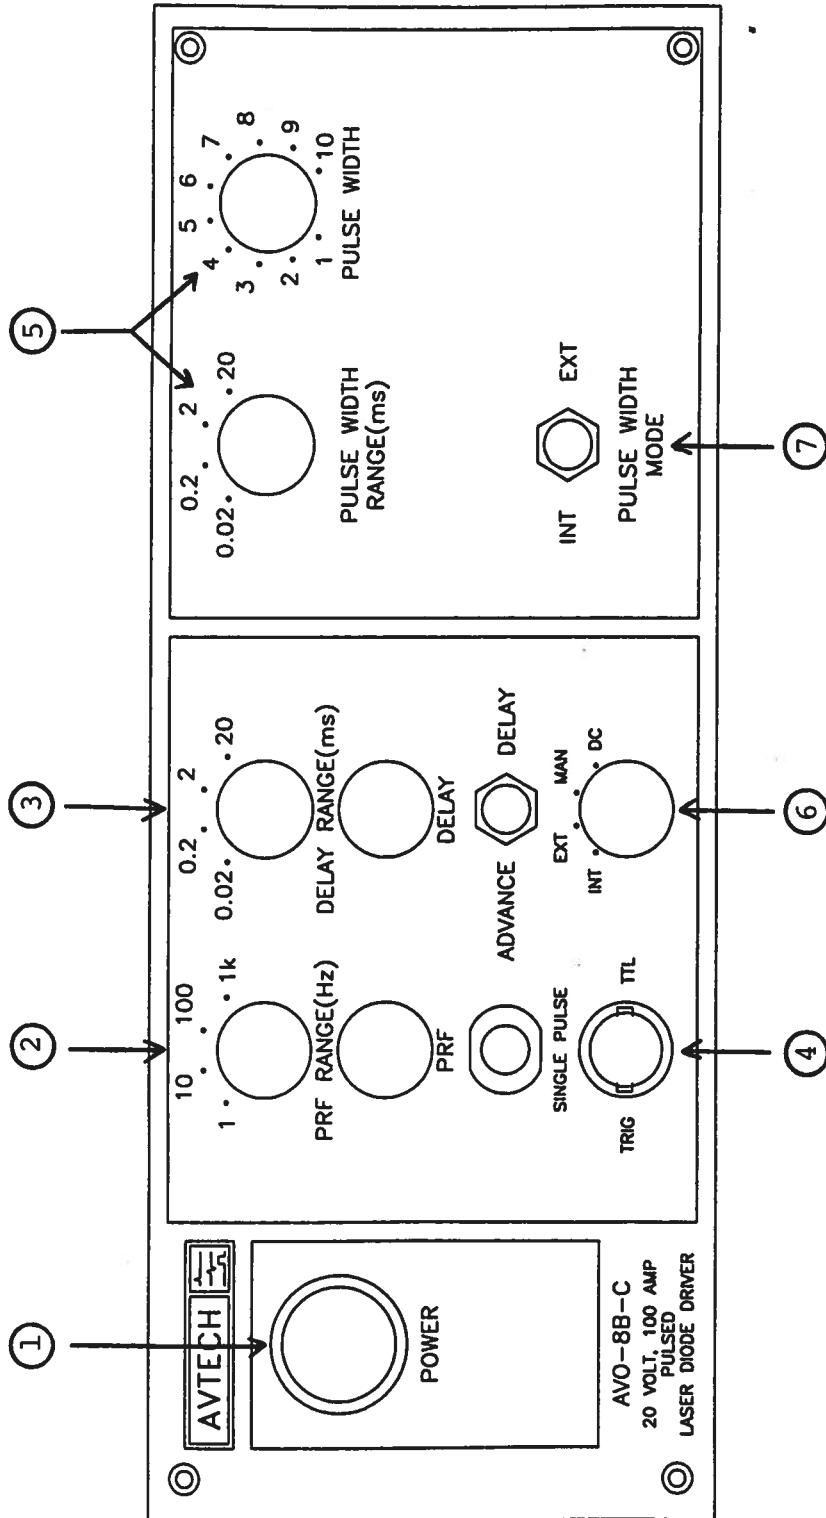 1
2
3
5
AVTECH
POWER
AVO-8B-C
20 VOLT, 100 AMP
PULSED
LASER DIODE DRIVER
1 10 100 1k
PRF RANGE(Hz)
PRF
SINGLE PULSE
TRIG TTL
0.02 0.2 2 20
DELAY RANGE(ms)
DELAY
ADVANCE DELAY
INT EXT MAN DC
0.02 0.2 2 20
PULSE WIDTH
RANGE(ms)
1 2 3 4 5 6 7 8 9 10
PULSE WIDTH
INT EXT
PULSE WIDTH
MODE
4
6
7